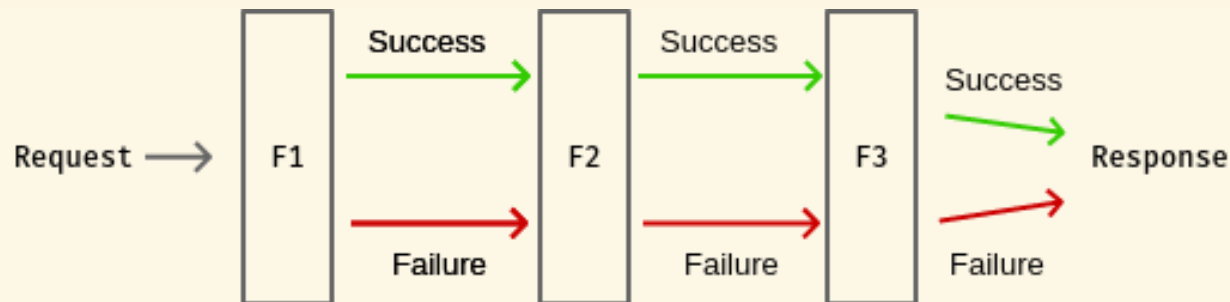 Success
Success
Success
Request
F1
F2
F3
Response
Failure
Failure
Failure